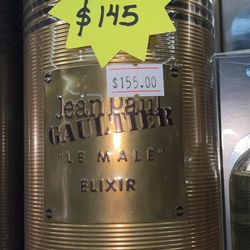 $145
$155.00
Jean Paul
GAULTIER
"LE MALE"
ELIXIR